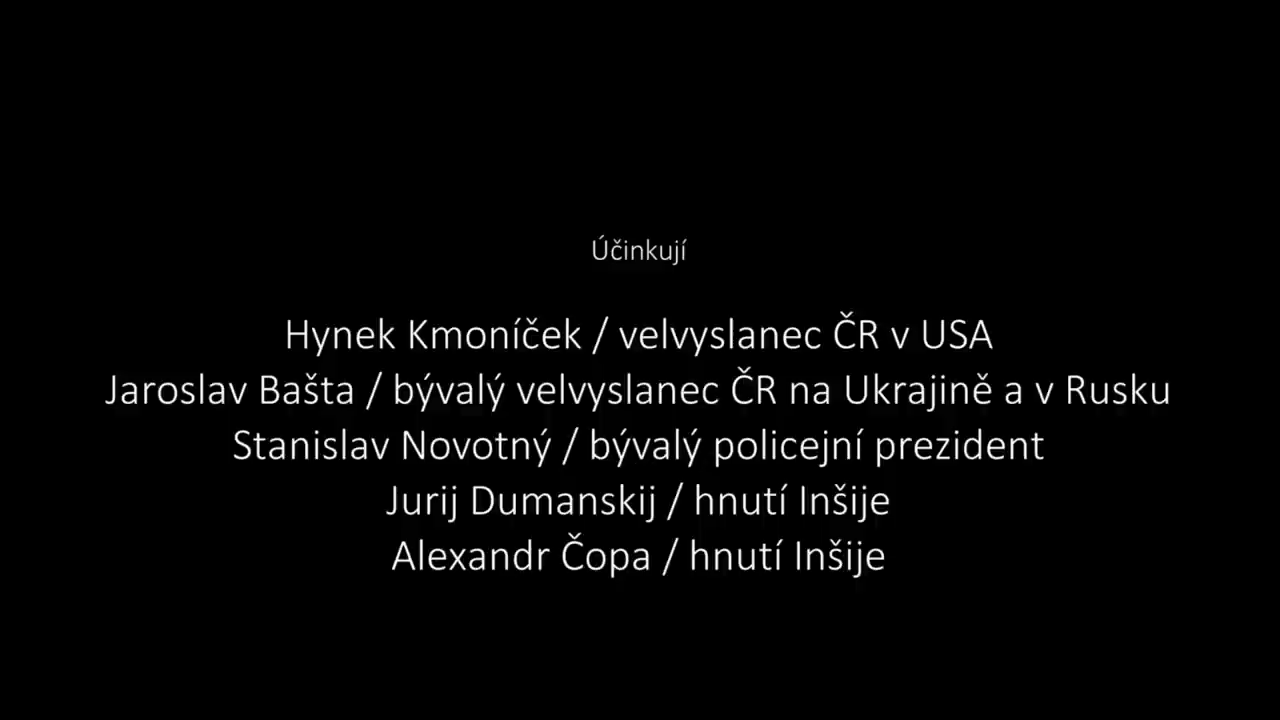 Účinkují
Hynek Kmoníček / velvyslanec ČR v USA
Jaroslav Bašta / bývalý velvyslanec ČR na Ukrajině a v Rusku
Stanislav Novotný / bývalý policejní prezident
Jurij Dumanskij / hnutí Inšije
Alexandr Čopa / hnutí Inšije